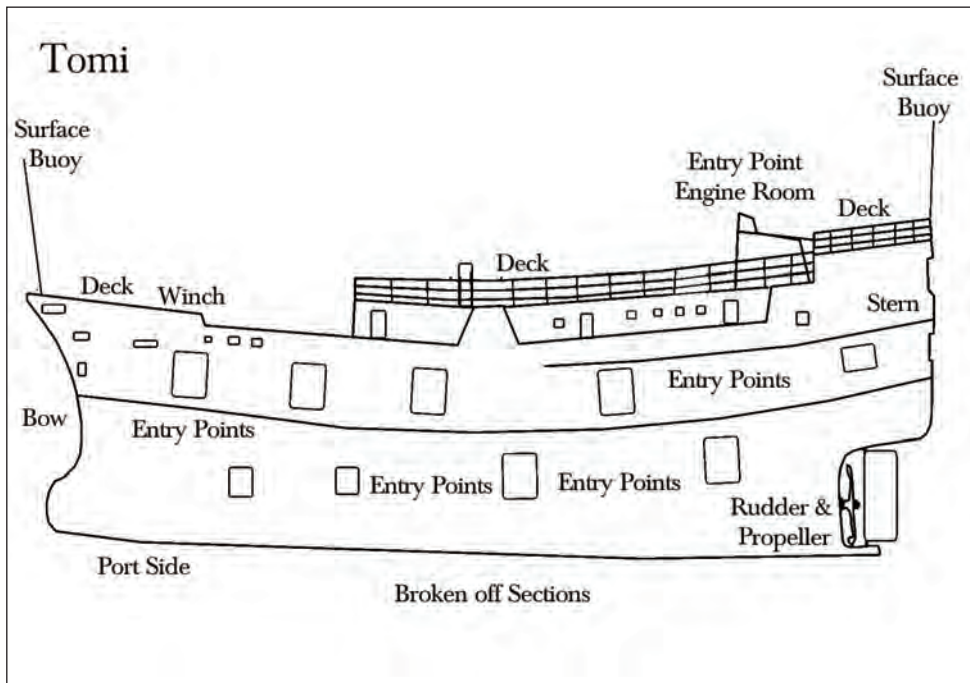 Tomi
Surface
Buoy
Surface
Buoy
Entry Point
Engine Room
Deck
Deck
Deck
Winch
Stern
Entry Points
Bow
Entry Points
Entry Points
Entry Points
Rudder &
Propeller
Port Side
Broken off Sections